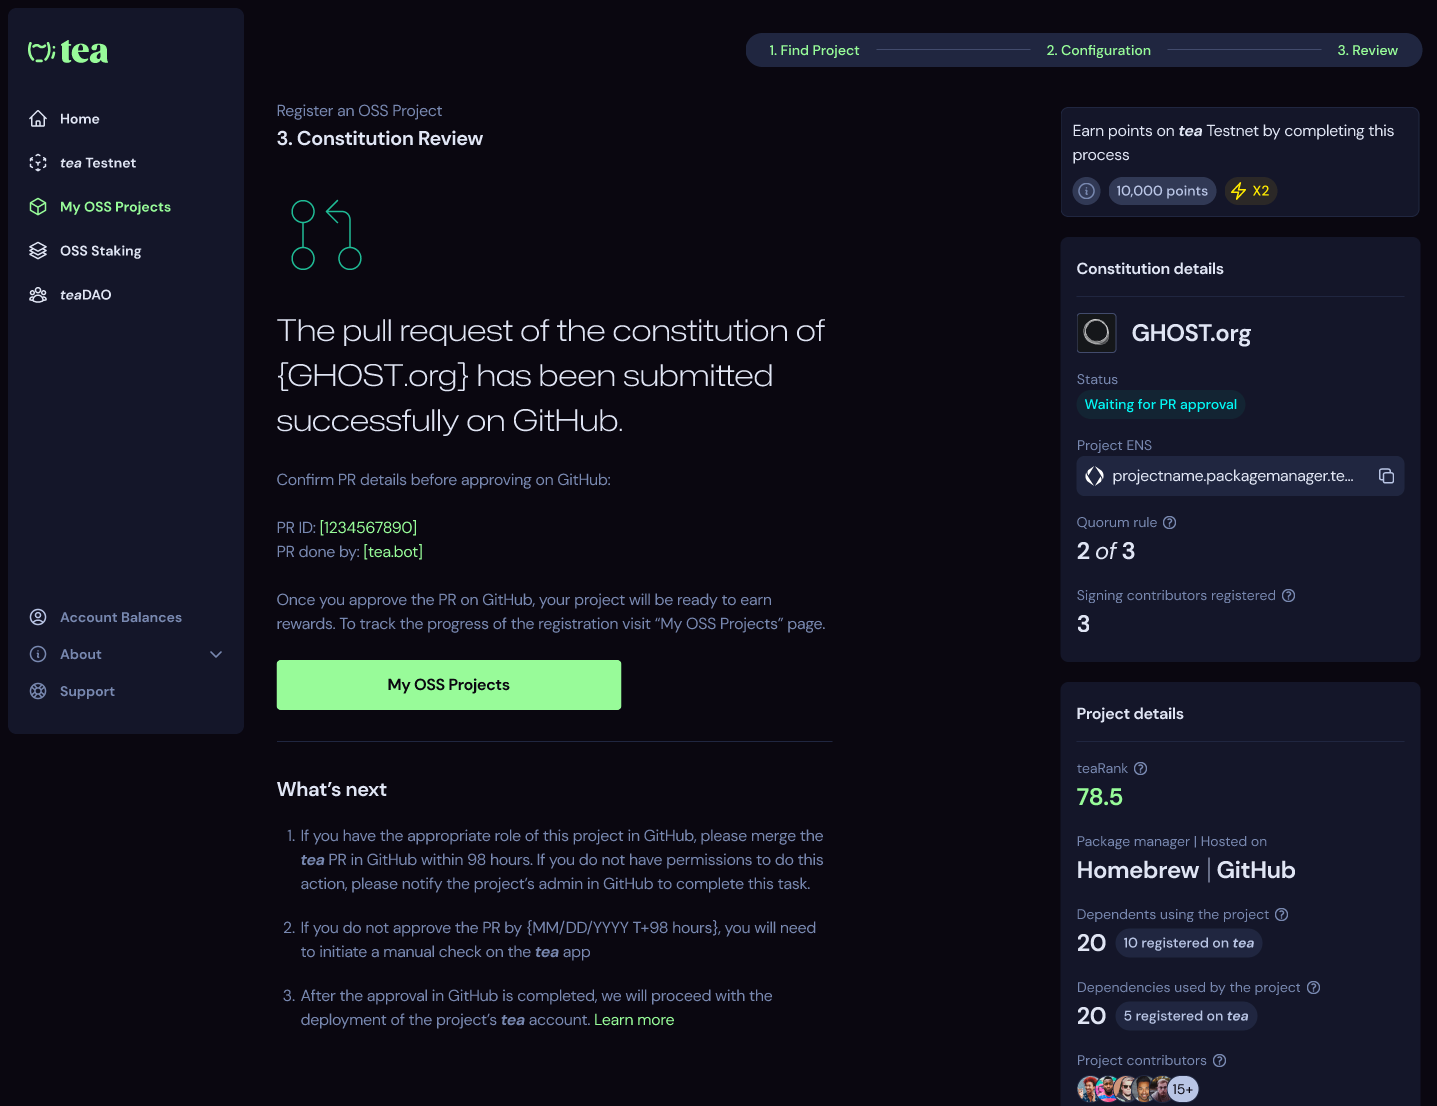 tea
Home
tea Testnet
My OSS Projects
OSS Staking
teaDAO
Account Balances
About
Support
1. Find Project
2. Configuration
3. Review
Register an OSS Project
3. Constitution Review
The pull request of the constitution of
{GHOST.org} has been submitted
successfully on GitHub.
Confirm PR details before approving on GitHub:
PR ID: [1234567890]
PR done by: [tea.bot]
Once you approve the PR on GitHub, your project will be ready to earn
rewards. To track the progress of the registration visit “My OSS Projects” page.
My OSS Projects
What’s next
1. If you have the appropriate role of this project in GitHub, please merge the
tea PR in GitHub within 98 hours. If you do not have permissions to do this
action, please notify the project’s admin in GitHub to complete this task.
2. If you do not approve the PR by {MM/DD/YYYY T+98 hours}, you will need
to initiate a manual check on the tea app
3. After the approval in GitHub is completed, we will proceed with the
deployment of the project’s tea account. Learn more
Earn points on tea Testnet by completing this
process
10,000 points
X2
Constitution details
GHOST.org
Status
Waiting for PR approval
Project ENS
projectname.packagemanager.te...
Quorum rule
2 of 3
Signing contributors registered
3
Project details
teaRank
78.5
Package manager | Hosted on
Homebrew | GitHub
Dependents using the project
20 10 registered on tea
Dependencies used by the project
20 5 registered on tea
Project contributors
15+